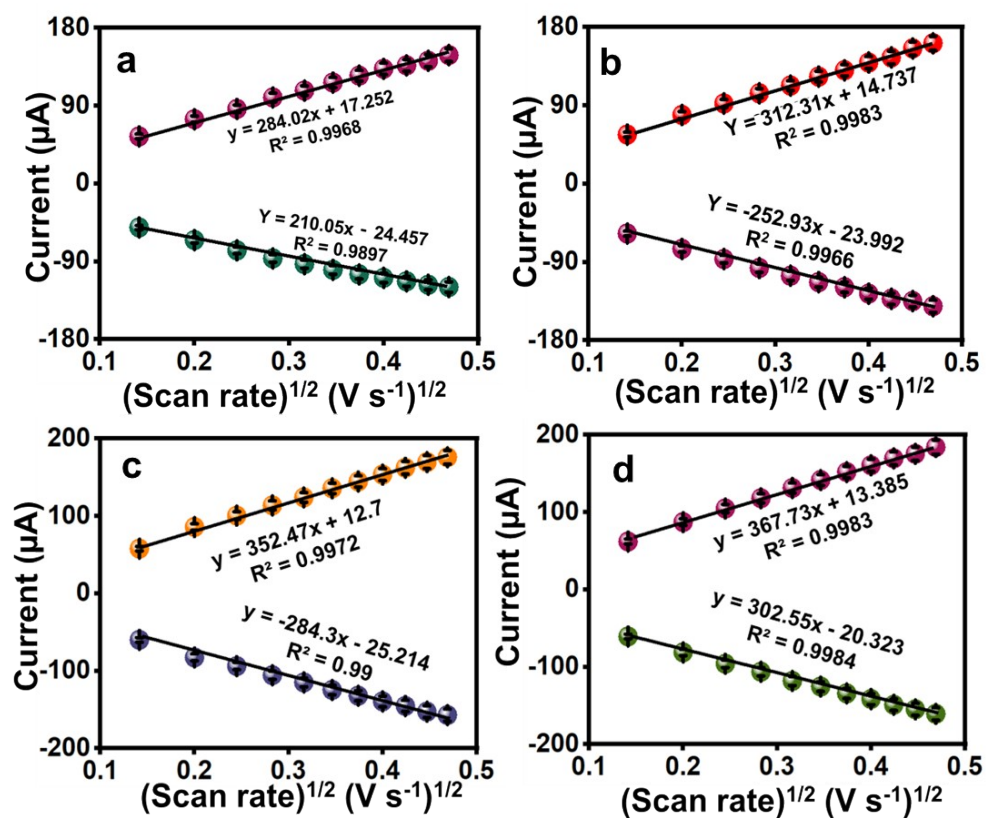 a
Current (µA)
180
90
0
-90
-180
y = 284.02x + 17.252
R² = 0.9968
Y = 210.05x - 24.457
R² = 0.9897
0.1 0.2 0.3 0.4 0.5
(Scan rate)¹/² (V s⁻¹)¹/²
b
Current (µA)
180
90
0
-90
-180
Y = 312.31x + 14.737
R² = 0.9983
Y = -252.93x - 23.992
R² = 0.9966
0.1 0.2 0.3 0.4 0.5
(Scan rate)¹/² (V s⁻¹)¹/²
c
Current (µA)
200
100
0
-100
-200
y = 352.47x + 12.7
R² = 0.9972
y = -284.3x - 25.214
R² = 0.99
0.1 0.2 0.3 0.4 0.5
(Scan rate)¹/² (V s⁻¹)¹/²
d
Current (µA)
200
100
0
-100
-200
y = 367.73x + 13.385
R² = 0.9983
y = 302.55x - 20.323
R² = 0.9984
0.1 0.2 0.3 0.4 0.5
(Scan rate)¹/² (V s⁻¹)¹/²